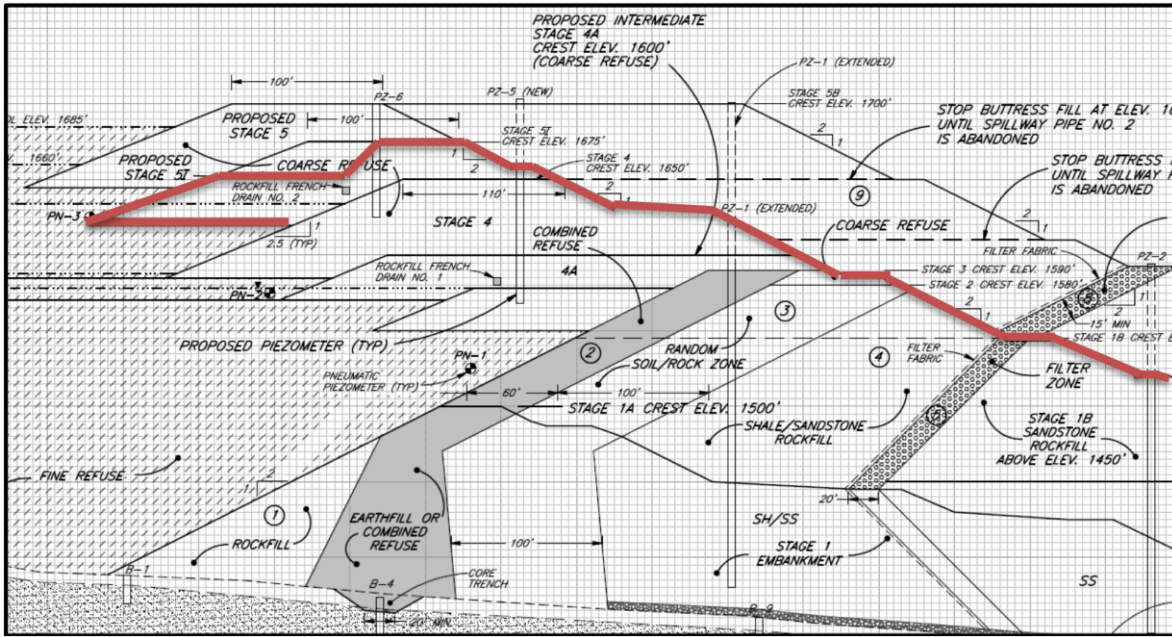 PROPOSED INTERMEDIATE
STAGE 4A
CREST ELEV. 1600'
(COARSE REFUSE)
PZ-1 (EXTENDED)
100'
PZ-6
PZ-5 (NEW)
STAGE 5B
CREST ELEV. 1700'
STOP BUTTRESS FILL AT ELEV.
UNTIL SPILLWAY PIPE NO. 2
IS ABANDONED
PROPOSED
STAGE 5
100'
ELEV. 1685'
STAGE 5I
CREST ELEV. 1675'
2
1
1660'
PROPOSED
STAGE 5I
COARSE REFUSE
1
2
STAGE 4
CREST ELEV. 1650'
STOP BUTTRESS
UNTIL SPILLWAY
IS ABANDONED
ROCKFILL FRENCH
DRAIN NO. 2
110'
2
1
9
PN-3
STAGE 4
PZ-1 (EXTENDED)
COARSE REFUSE
2
1
1
2.5 (TYP)
COMBINED
REFUSE
FILTER FABRIC
PZ-2
ROCKFILL FRENCH
DRAIN NO. 1
4A
STAGE 3 CREST ELEV. 1590'
STAGE 2 CREST ELEV. 1580'
PN-2
3
2
1
8
2
15' MIN
PROPOSED PIEZOMETER (TYP)
2
RANDOM
SOIL/ROCK ZONE
4
STAGE 1B CREST
PN-1
PNEUMATIC
PIEZOMETER (TYP)
FILTER
FABRIC
FILTER
ZONE
60'
100'
STAGE 1A CREST ELEV. 1500'
SHALE/SANDSTONE
ROCKFILL
STAGE 1B
SANDSTONE
ROCKFILL
ABOVE ELEV. 1450'
FINE REFUSE
2
1
20'
1
EARTHFILL OR
COMBINED
REFUSE
SH/SS
ROCKFILL
100'
STAGE 1
EMBANKMENT
B-1
B-4
CORE
TRENCH
SS
20' MIN
B-9